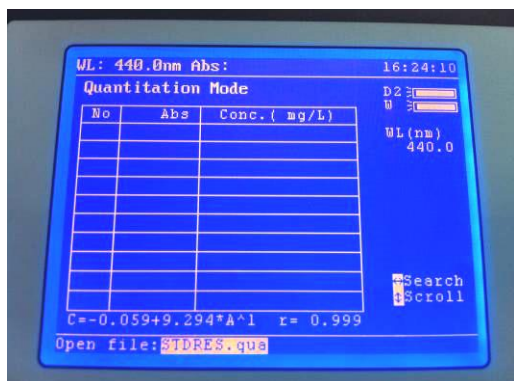 WL: 440.0nm Abs: 16:24:10
Quantitation Mode
D2
W
No Abs Conc.( mg/L)
WL(nm)
440.0
Search
Scroll
C=-0.059+9.294*A^1 r= 0.999
Open file:STDRES.qua